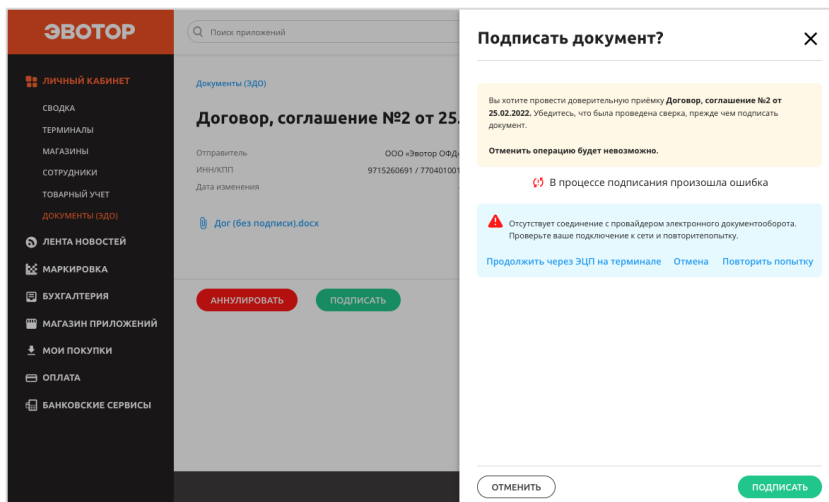 ЭВОТОР
Поиск приложений
ЛИЧНЫЙ КАБИНЕТ
СВОДКА
ТЕРМИНАЛЫ
МАГАЗИНЫ
СОТРУДНИКИ
ТОВАРНЫЙ УЧЕТ
ДОКУМЕНТЫ (ЭДО)
ЛЕНТА НОВОСТЕЙ
МАРКИРОВКА
БУХГАЛТЕРИЯ
МАГАЗИН ПРИЛОЖЕНИЙ
МОИ ПОКУПКИ
ОПЛАТА
БАНКОВСКИЕ СЕРВИСЫ
Документы (ЭДО)
Договор, соглашение №2 от 25.
Отправитель ООО «Эвотор ОФД»
ИНН/КПП 9715260691 / 770401001
Дата изменения
Дог (без подписи).docx
АННУЛИРОВАТЬ ПОДПИСАТЬ
Подписать документ?
Вы хотите провести доверительную приёмку Договор, соглашение №2 от
25.02.2022. Убедитесь, что была проведена сверка, прежде чем подписать
документ.
Отменить операцию будет невозможно.
В процессе подписания произошла ошибка
Отсутствует соединение с провайдером электронного документооборота.
Проверьте ваше подключение к сети и повторитепопытку.
Продолжить через ЭЦП на терминале Отмена Повторить попытку
ОТМЕНИТЬ ПОДПИСАТЬ